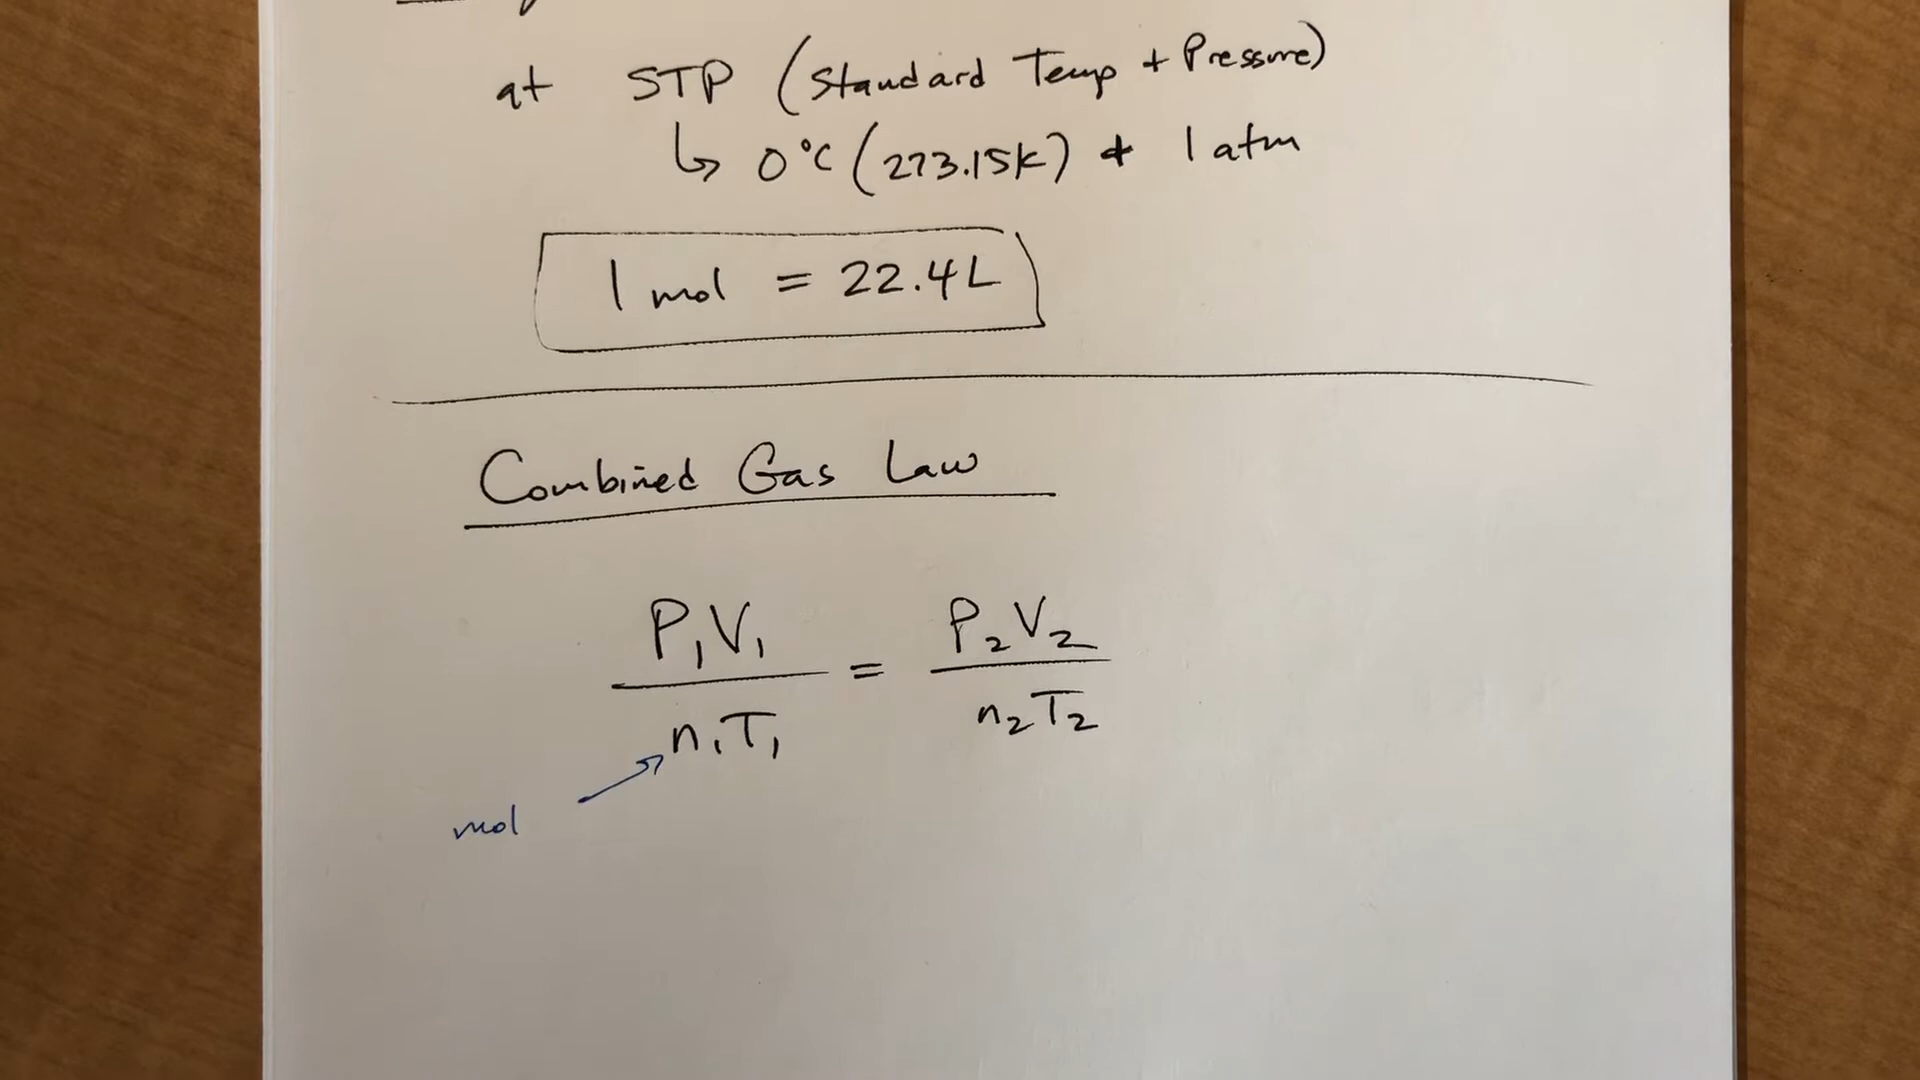 at STP (Standard Temp + Pressure)
↳ 0°C (273.15K) + 1 atm
1 mol = 22.4L
Combined Gas Law
P₁V₁ / n₁T₁ = P₂V₂ / n₂T₂
mol